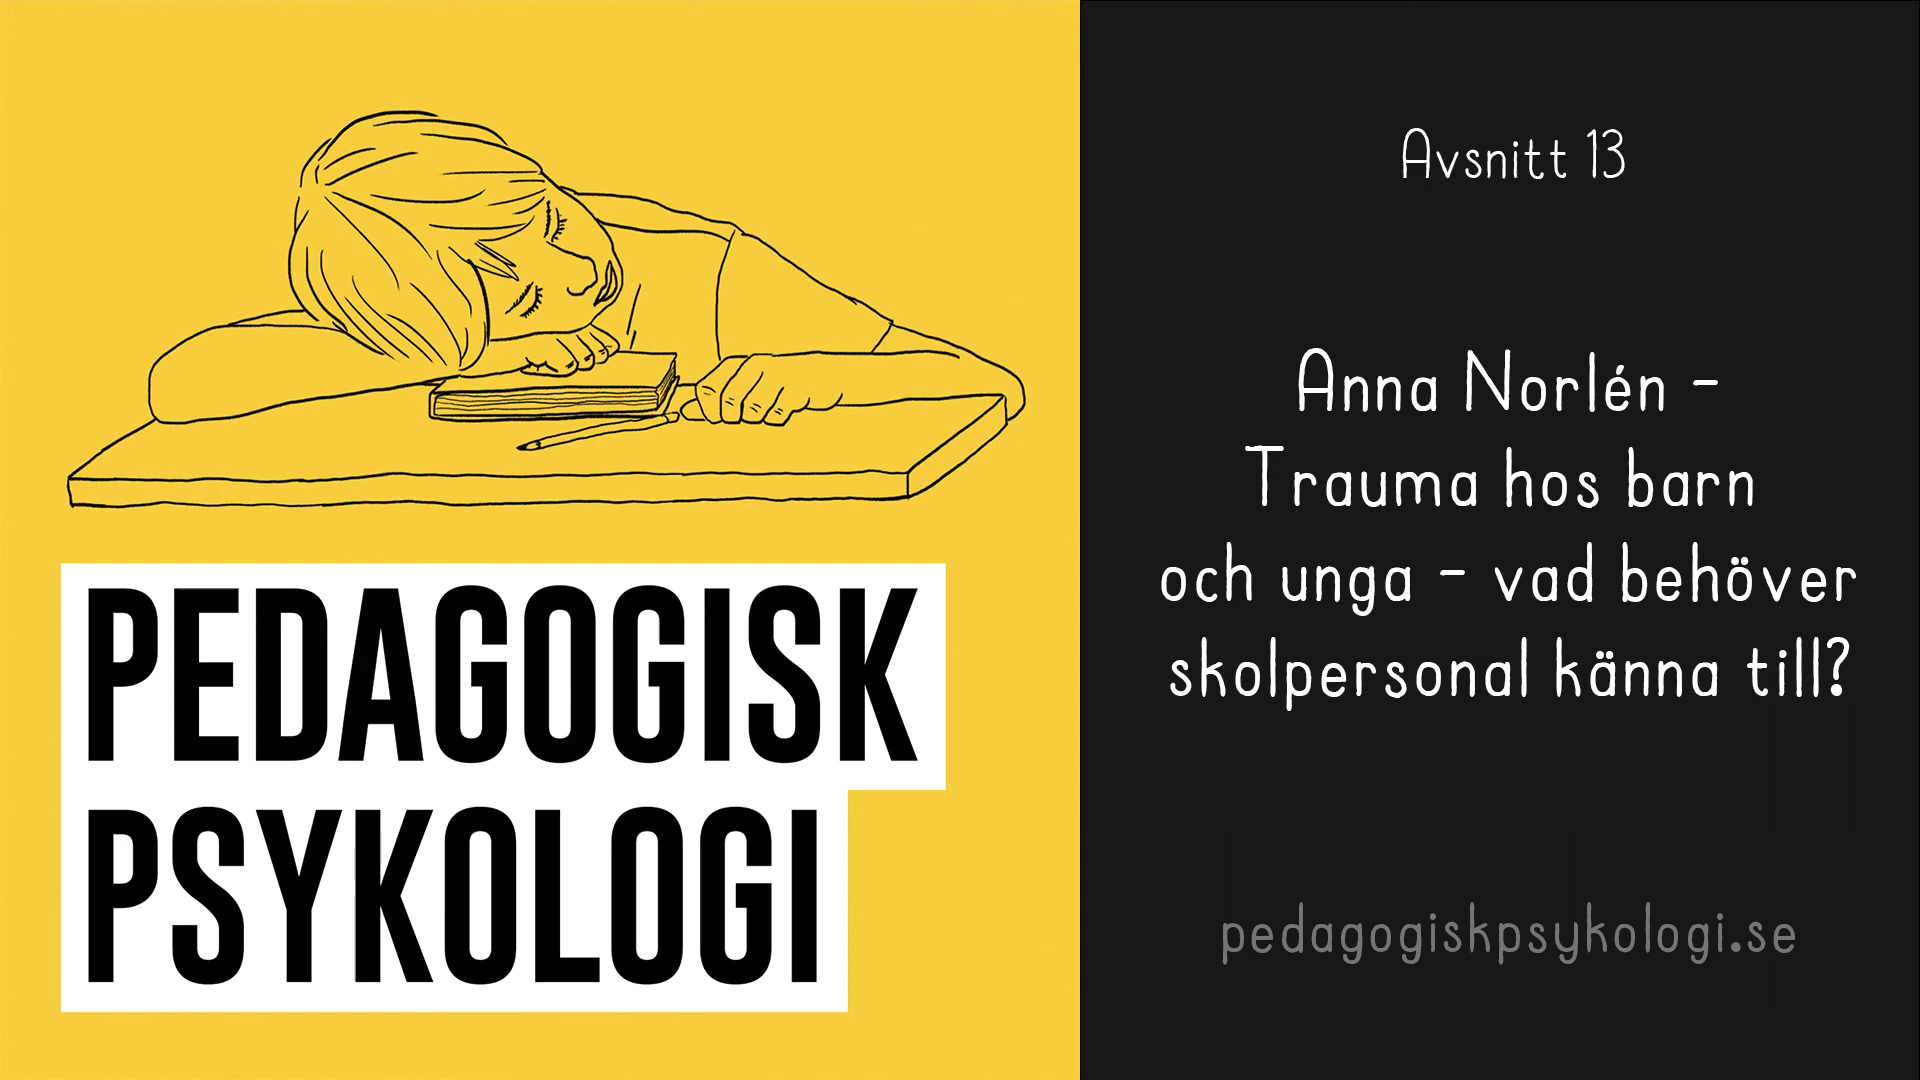 PEDAGOGISK
PSYKOLOGI
Avsnitt 13
Anna Norlén -
Trauma hos barn
och unga - vad behöver
skolpersonal känna till?
pedagogiskpsykologi.se